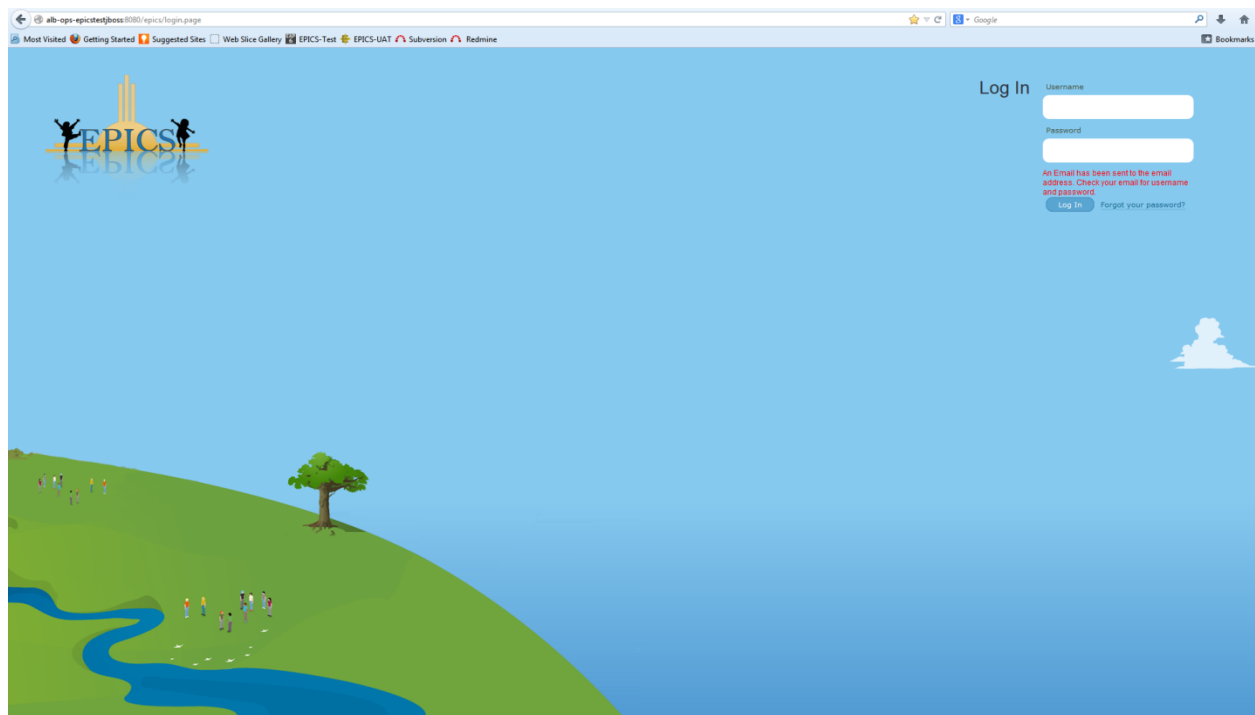 alb-ops-epicstestjboss:8080/epics/login.page
Google
Most Visited Getting Started Suggested Sites Web Slice Gallery EPICS-Test EPICS-UAT Subversion Redmine
Bookmarks
EPICS
Log In
Username
Password
An Email has been sent to the email
address. Check your email for username
and password.
Log In Forgot your password?